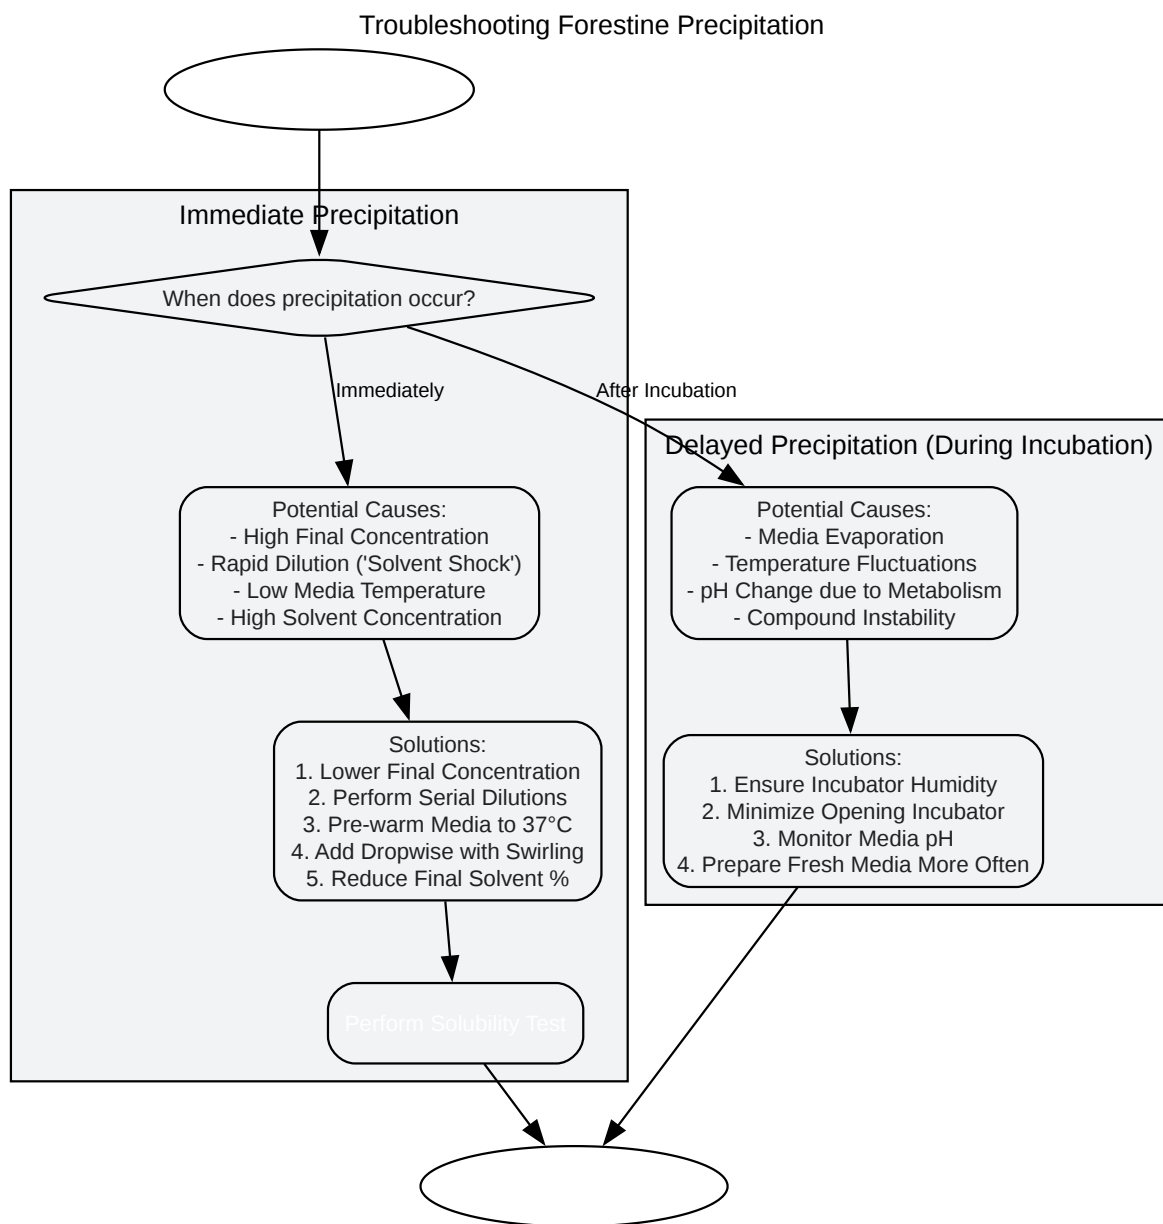 Troubleshooting Forestine Precipitation
Immediate Precipitation
When does precipitation occur?
Immediately
After Incubation
Delayed Precipitation (During Incubation)
Potential Causes:
- High Final Concentration
- Rapid Dilution ('Solvent Shock')
- Low Media Temperature
- High Solvent Concentration
Potential Causes:
- Media Evaporation
- Temperature Fluctuations
- pH Change due to Metabolism
- Compound Instability
Solutions:
1. Lower Final Concentration
2. Perform Serial Dilutions
3. Pre-warm Media to 37°C
4. Add Dropwise with Swirling
5. Reduce Final Solvent %
Solutions:
1. Ensure Incubator Humidity
2. Minimize Opening Incubator
3. Monitor Media pH
4. Prepare Fresh Media More Often
Perform Solubility Test